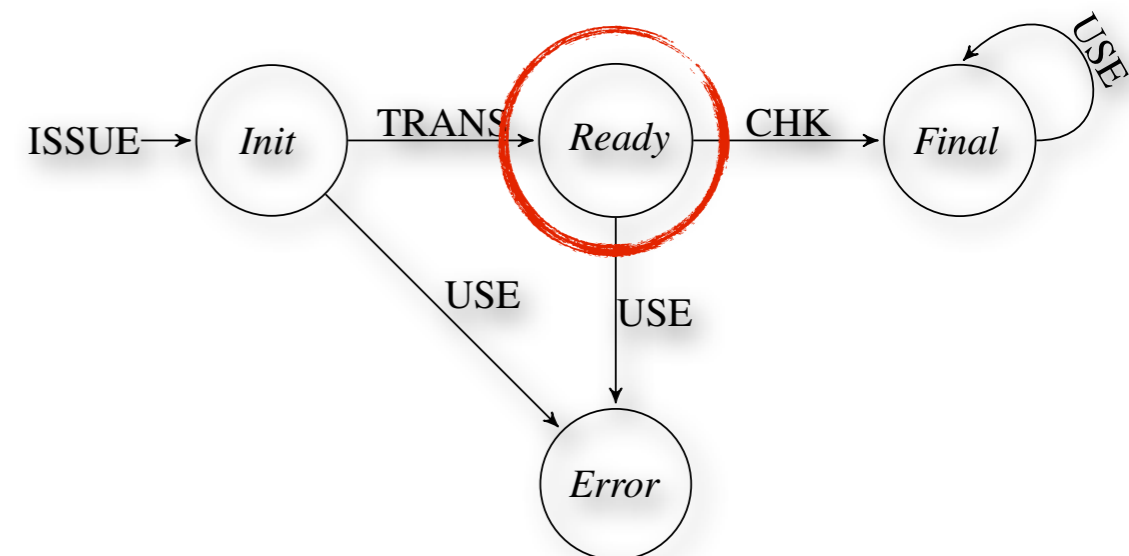 USE
ISSUE
Init
TRANS
Ready
CHK
Final
USE
USE
Error